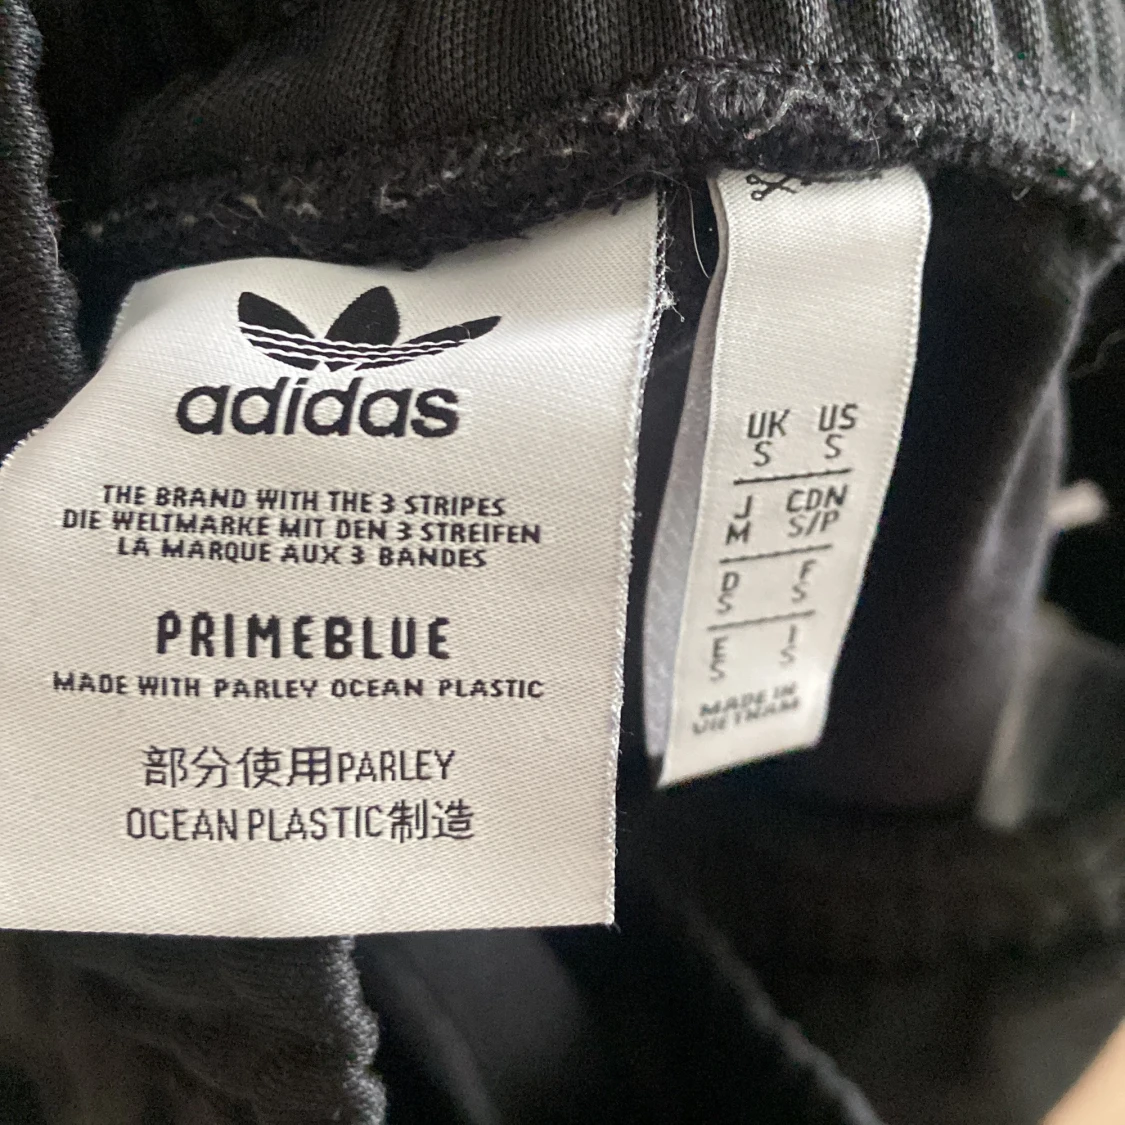 adidas
THE BRAND WITH THE 3 STRIPES
DIE WELTMARKE MIT DEN 3 STREIFEN
LA MARQUE AUX 3 BANDES
PRIMEBLUE
MADE WITH PARLEY OCEAN PLASTIC
部分使用PARLEY
OCEAN PLASTIC制造
UK US
S S
J CDN
M S/P
D F
S S
E I
S S
MADE IN
VIETNAM